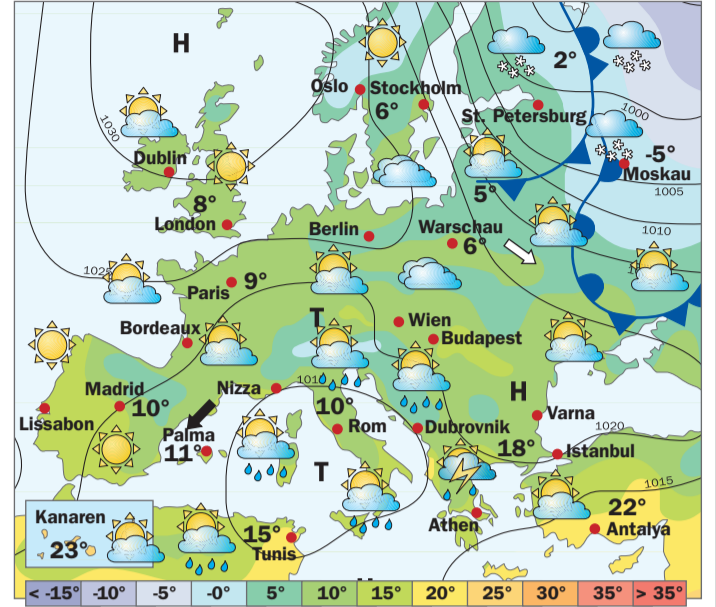 H
2°
Oslo Stockholm
6°
1000
1030
St. Petersburg
-5°
Moskau
Dublin
1005
5°
8°
London
1010
Berlin
Warschau
6°
1025
Paris 9°
T
Wien
Bordeaux
Budapest
Nizza
1015
Madrid
10°
10°
H
Varna
Lissabon
Rom
Dubrovnik
1020
Palma
11°
18°
Istanbul
T
1015
Kanaren
23°
15°
Tunis
Athen
22°
Antalya
< -15° -10° -5° -0° 5° 10° 15° 20° 25° 30° 35° > 35°